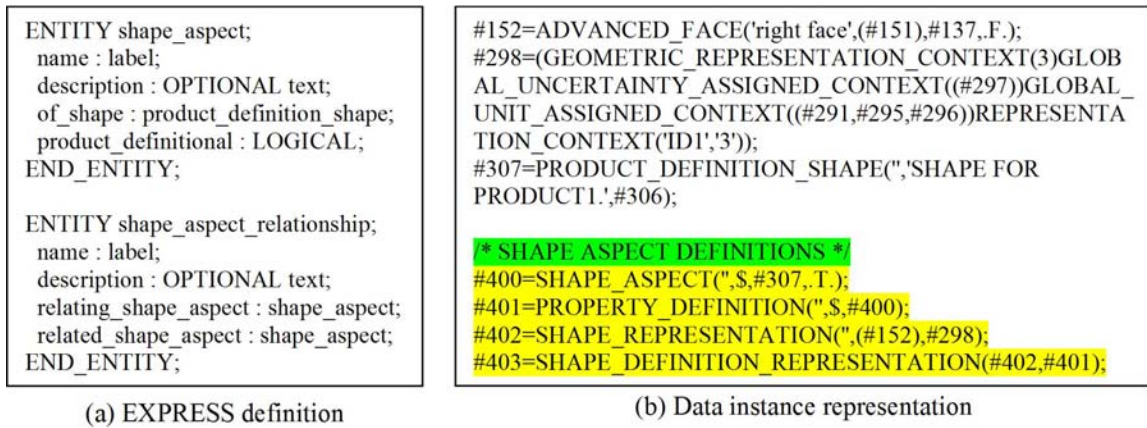 ENTITY shape_aspect;
name : label;
description : OPTIONAL text;
of_shape : product_definition_shape;
product_definitional : LOGICAL;
END_ENTITY;
ENTITY shape_aspect_relationship;
name : label;
description : OPTIONAL text;
relating_shape_aspect : shape_aspect;
related_shape_aspect : shape_aspect;
END_ENTITY;
(a) EXPRESS definition
#152=ADVANCED_FACE('right face',(#151),#137,.F.);
#298=(GEOMETRIC_REPRESENTATION_CONTEXT(3)GLOB
AL_UNCERTAINTY_ASSIGNED_CONTEXT((#297))GLOBAL_
UNIT_ASSIGNED_CONTEXT((#291,#295,#296))REPRESENTA
TION_CONTEXT('ID1','3'));
#307=PRODUCT_DEFINITION_SHAPE('','SHAPE FOR
PRODUCT1.',#306);
/* SHAPE ASPECT DEFINITIONS */
#400=SHAPE_ASPECT('',$,#307,.T.);
#401=PROPERTY_DEFINITION('',$,#400);
#402=SHAPE_REPRESENTATION('',(#152),#298);
#403=SHAPE_DEFINITION_REPRESENTATION(#402,#401);
(b) Data instance representation